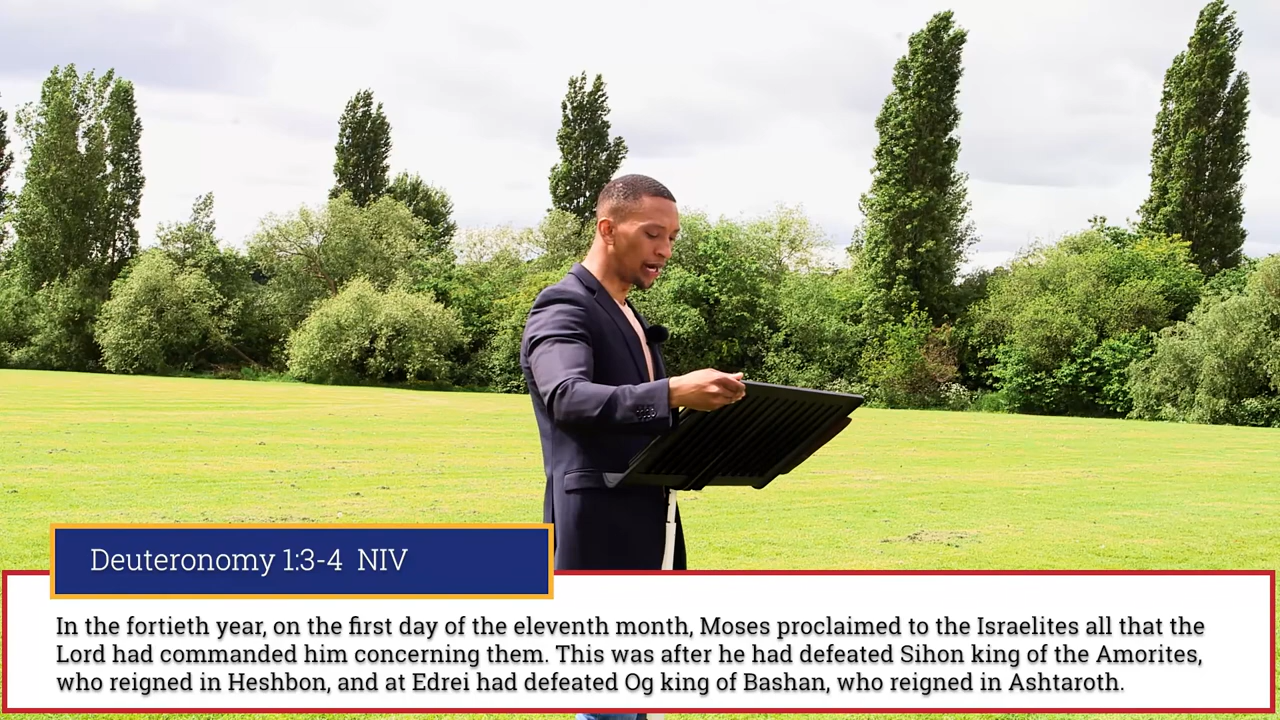 Deuteronomy 1:3-4 NIV
In the fortieth year, on the first day of the eleventh month, Moses proclaimed to the Israelites all that the
Lord had commanded him concerning them. This was after he had defeated Sihon king of the Amorites,
who reigned in Heshbon, and at Edrei had defeated Og king of Bashan, who reigned in Ashtaroth.